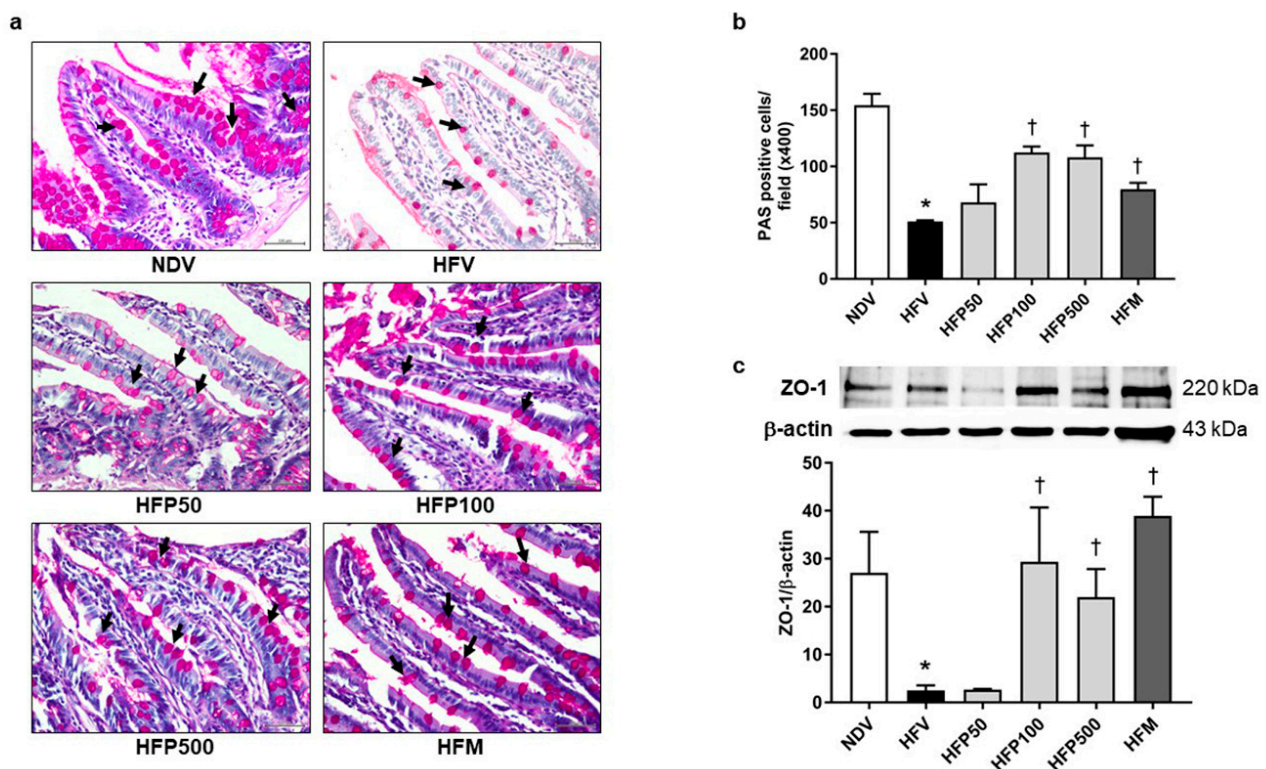 a
NDV
HFV
HFP50
HFP100
HFP500
HFM
b
PAS positive cells/
field (x400)
200
150
100
50
0
*
†
†
†
NDV
HFV
HFP50
HFP100
HFP500
HFM
c
ZO-1
220 kDa
β-actin
43 kDa
ZO-1/β-actin
50
40
30
20
10
0
*
†
†
†
NDV
HFV
HFP50
HFP100
HFP500
HFM